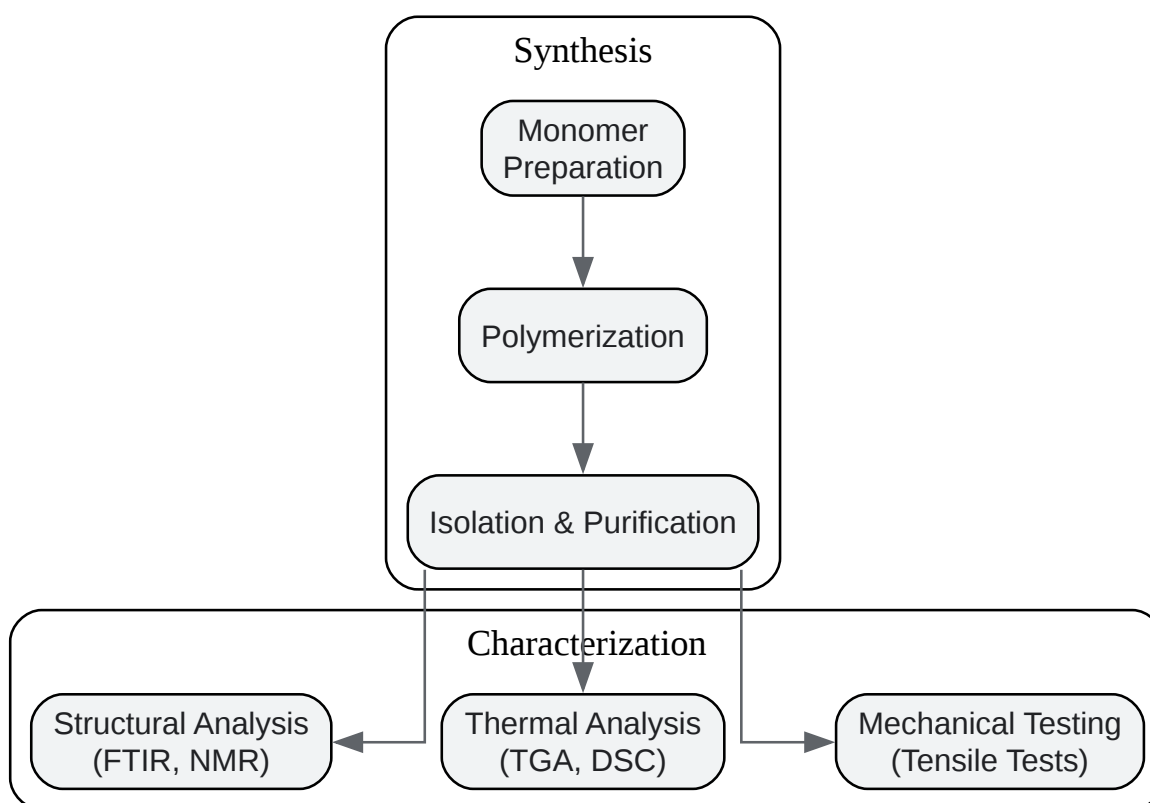 Synthesis
Monomer
Preparation
Polymerization
Isolation & Purification
Characterization
Structural Analysis
(FTIR, NMR)
Thermal Analysis
(TGA, DSC)
Mechanical Testing
(Tensile Tests)